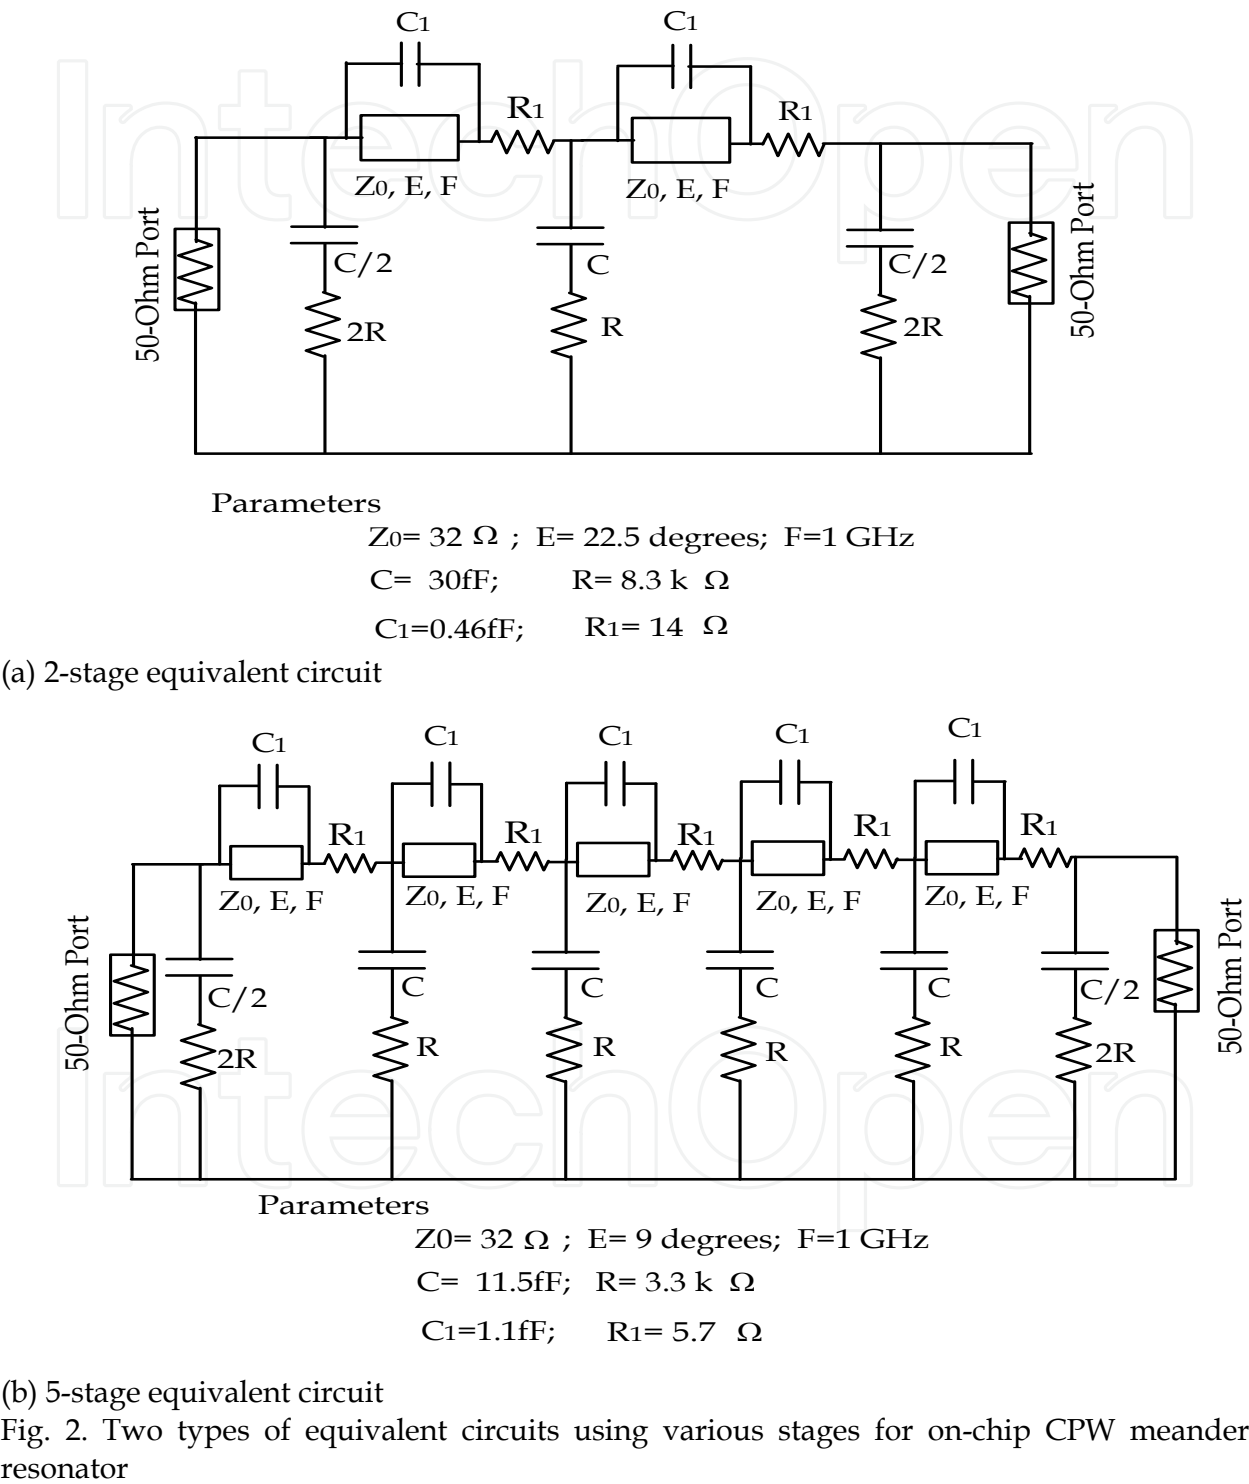 C1 C1
R1 R1
Z0, E, F Z0, E, F
50-Ohm Port C/2 C C/2 50-Ohm Port
2R R 2R
Parameters
Z0= 32 Ω ; E= 22.5 degrees; F=1 GHz
C= 30fF; R= 8.3 k Ω
C1=0.46fF; R1= 14 Ω
(a) 2-stage equivalent circuit
C1 C1 C1 C1 C1
R1 R1 R1 R1 R1
Z0, E, F Z0, E, F Z0, E, F Z0, E, F Z0, E, F
50-Ohm Port C/2 C C C C C/2 50-Ohm Port
2R R R R R 2R
Parameters
Z0= 32 Ω ; E= 9 degrees; F=1 GHz
C= 11.5fF; R= 3.3 k Ω
C1=1.1fF; R1= 5.7 Ω
(b) 5-stage equivalent circuit
Fig. 2. Two types of equivalent circuits using various stages for on-chip CPW meander
resonator
IntechOpen
IntechOpen